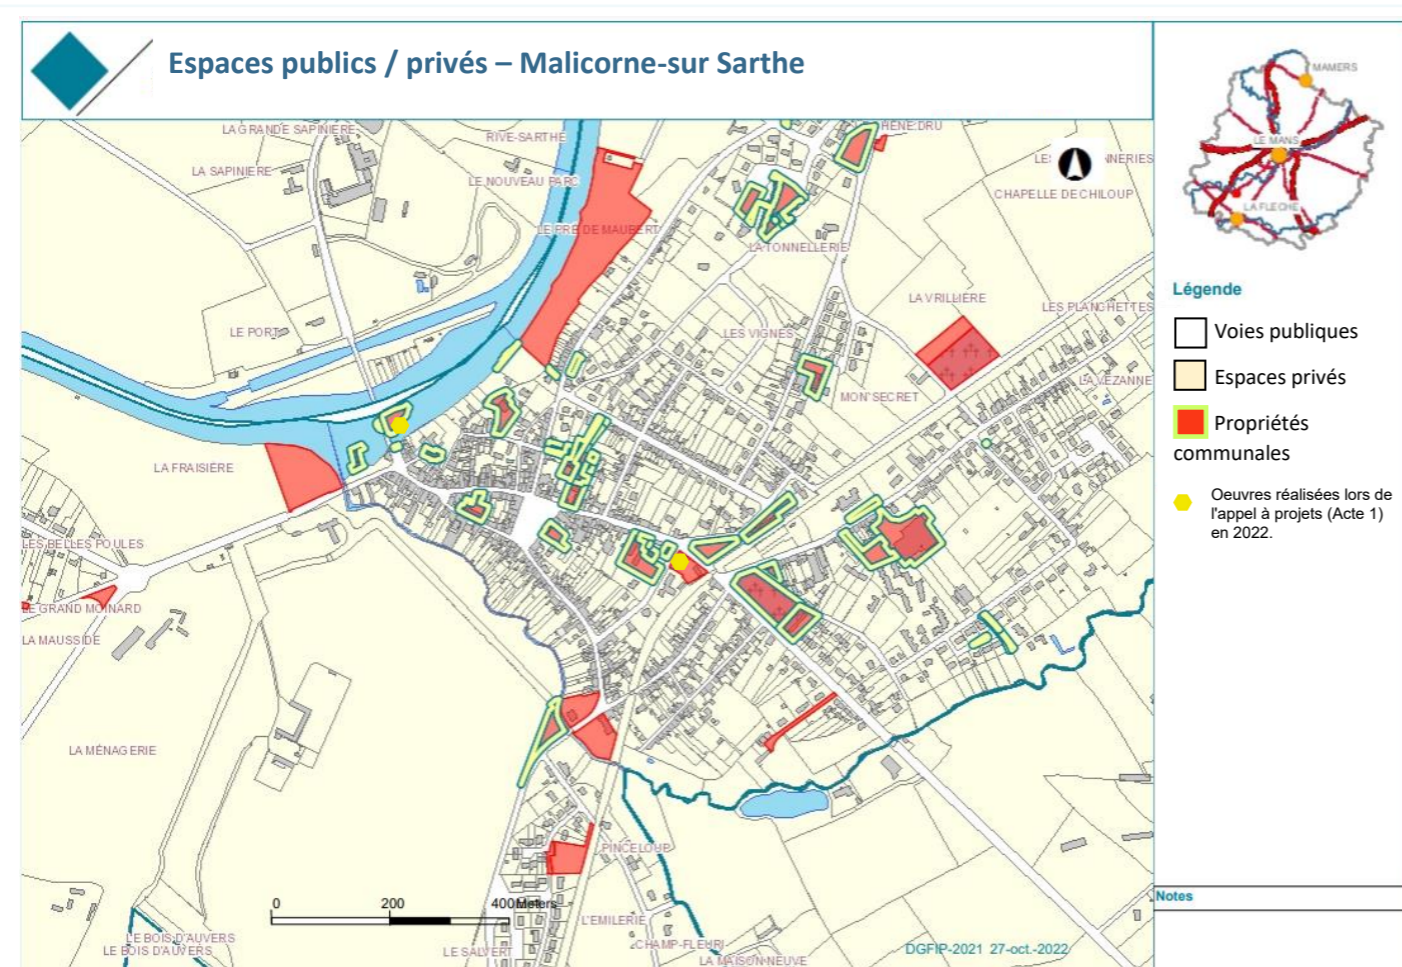 Espaces publics / privés – Malicorne-sur Sarthe
LA GRANDE SAPINIERE
RIVE-SARTHE
LA SAPINIERE
LE NOUVEAU PARC
CHAPELLE DE CHILOUP
LE PRE DE MAUBERT
LA TONNELLERIE
LA VRILLIÈRE
LES PLANCHETTES
LE PORT
LES VIGNES
LA VEZANNE
MON SECRET
LA FRAISIÈRE
LES BELLES POULES
LE GRAND MOINARD
LA MAUSSIDE
LA MÉNAGERIE
PINCELOUP
0 200 400 Meters
L'EMILERIE
LE BOIS D'AUVERS
LE BOIS D'AUVERS
LE SALVERT
CHAMP-FLEURI
LA MAISON NEUVE
DGFIP-2021 27-oct.-2022
MAMERS
LE MANS
LA FLECHE
Légende
Voies publiques
Espaces privés
Propriétés
communales
Oeuvres réalisées lors de
l'appel à projets (Acte 1)
en 2022.
Notes